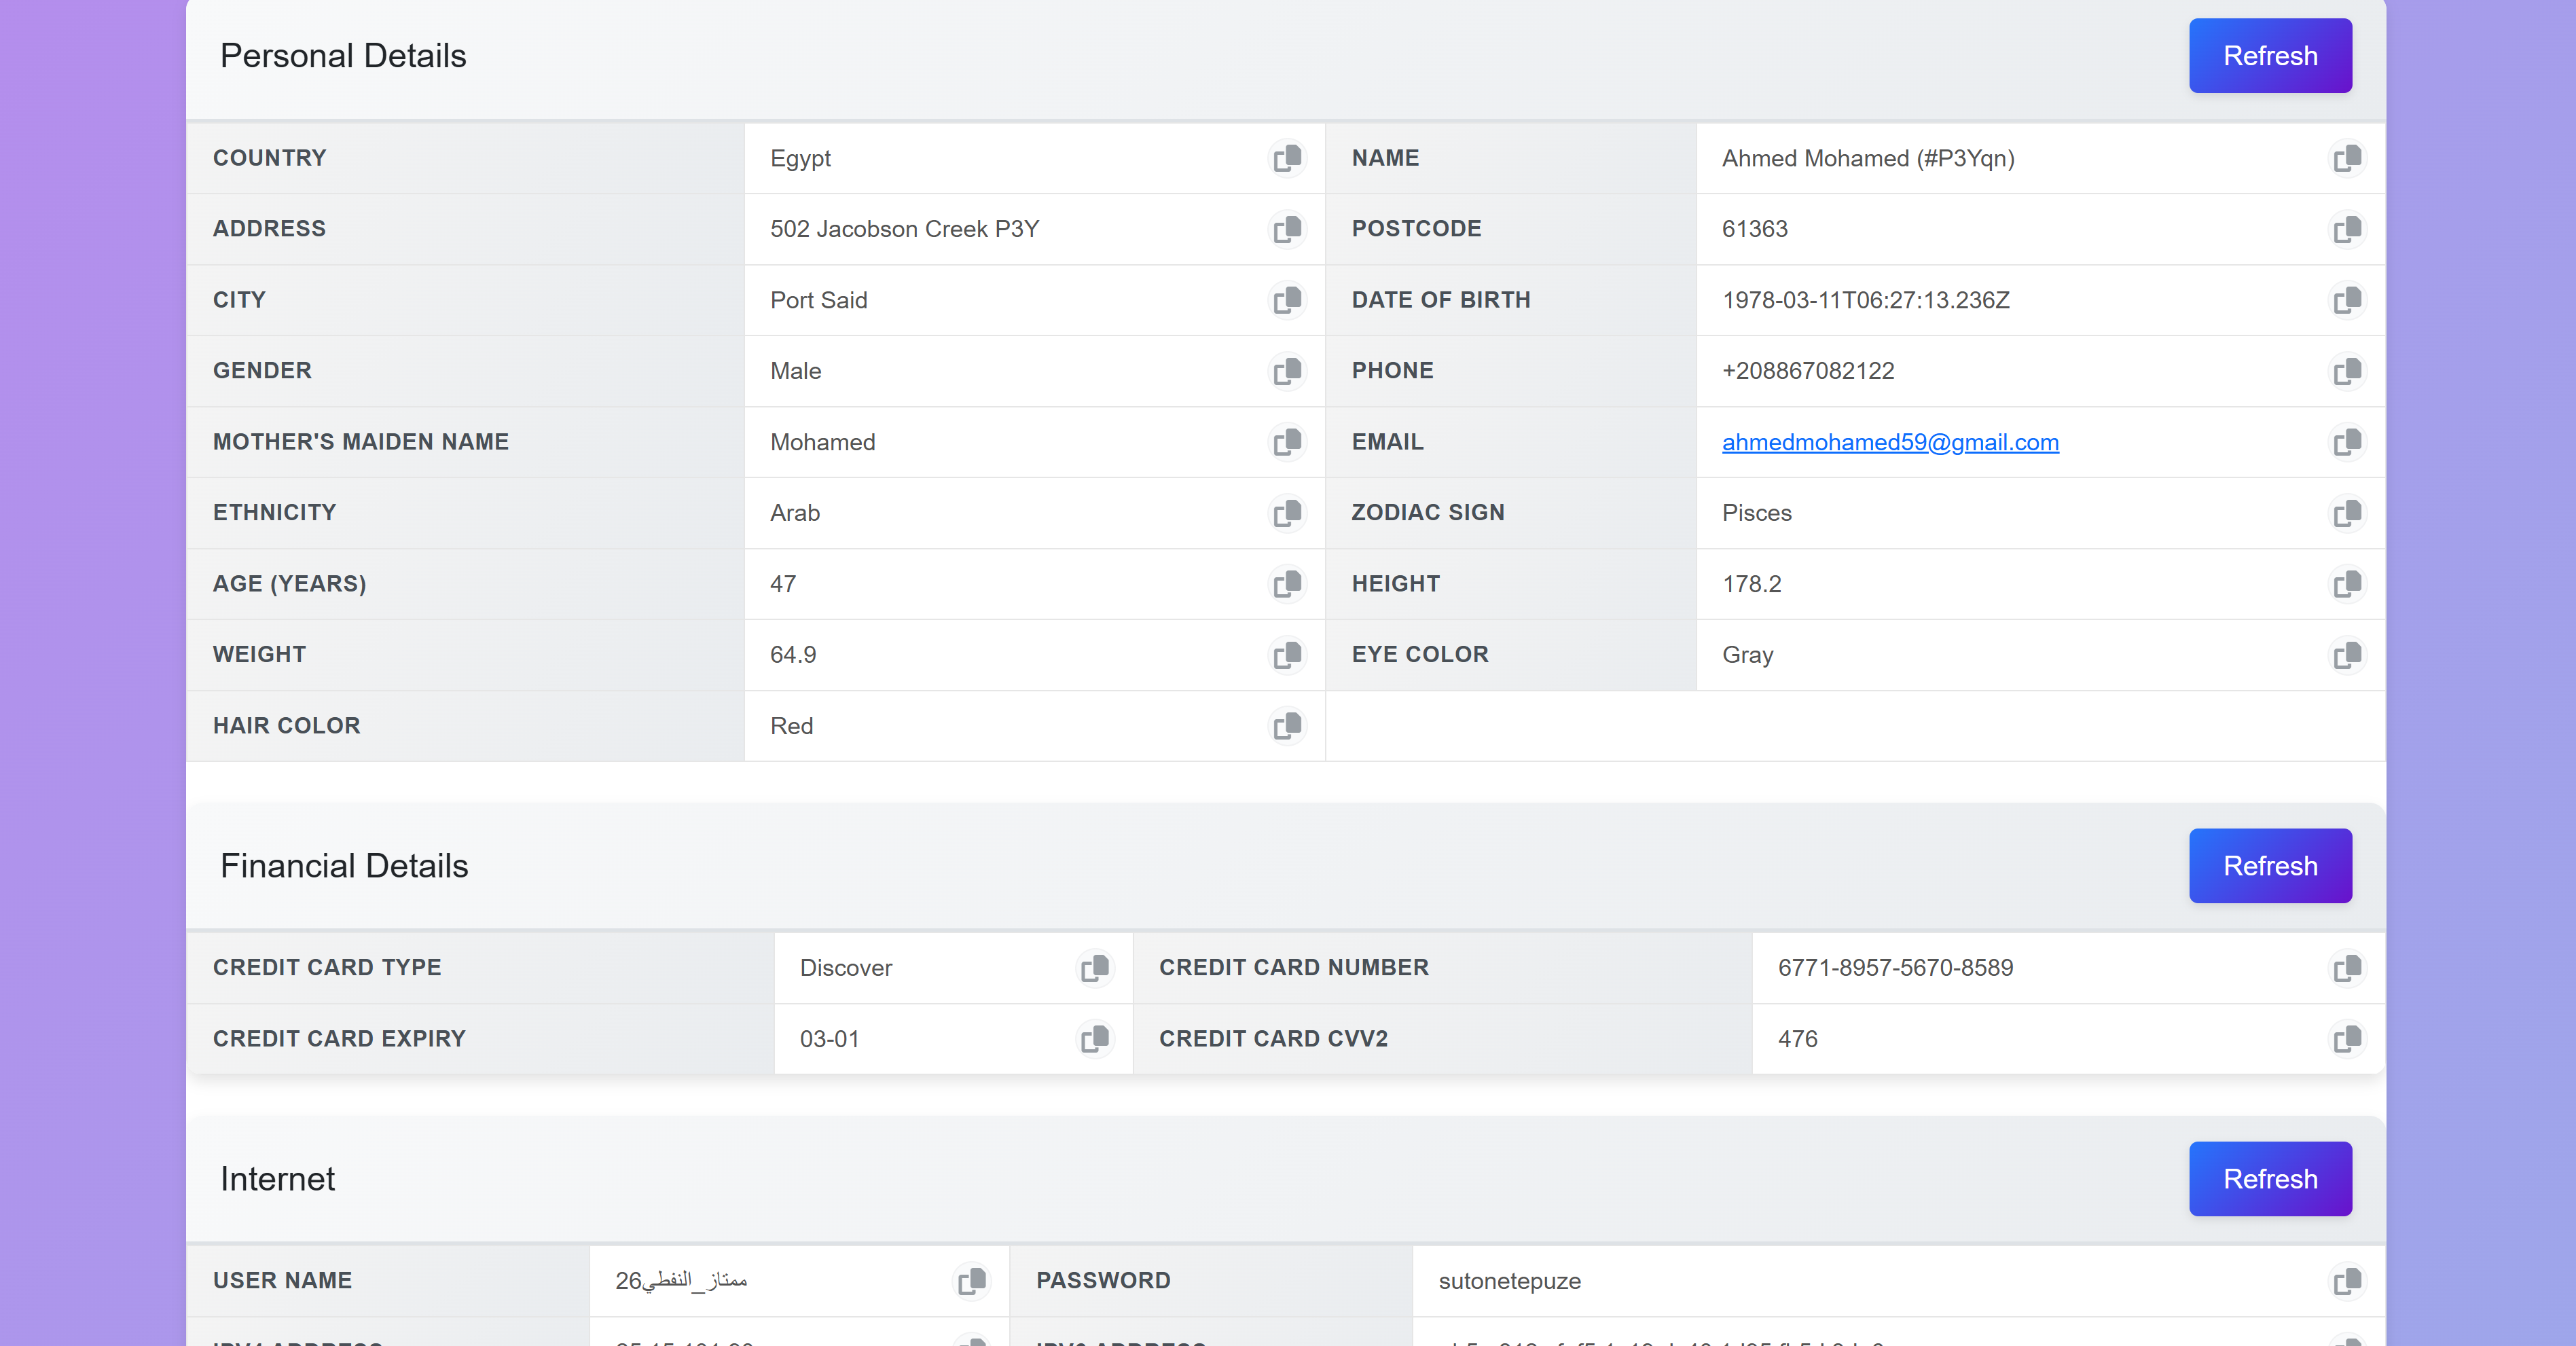 Personal Details
Refresh
COUNTRY Egypt NAME Ahmed Mohamed (#P3Yqn)
ADDRESS 502 Jacobson Creek P3Y POSTCODE 61363
CITY Port Said DATE OF BIRTH 1978-03-11T06:27:13.236Z
GENDER Male PHONE +208867082122
MOTHER'S MAIDEN NAME Mohamed EMAIL ahmedmohamed59@gmail.com
ETHNICITY Arab ZODIAC SIGN Pisces
AGE (YEARS) 47 HEIGHT 178.2
WEIGHT 64.9 EYE COLOR Gray
HAIR COLOR Red
Financial Details
Refresh
CREDIT CARD TYPE Discover CREDIT CARD NUMBER 6771-8957-5670-8589
CREDIT CARD EXPIRY 03-01 CREDIT CARD CVV2 476
Internet
Refresh
USER NAME ممتاز_النفطي26 PASSWORD sutonetepuze
IPV4 ADDRESS IPV6 ADDRESS